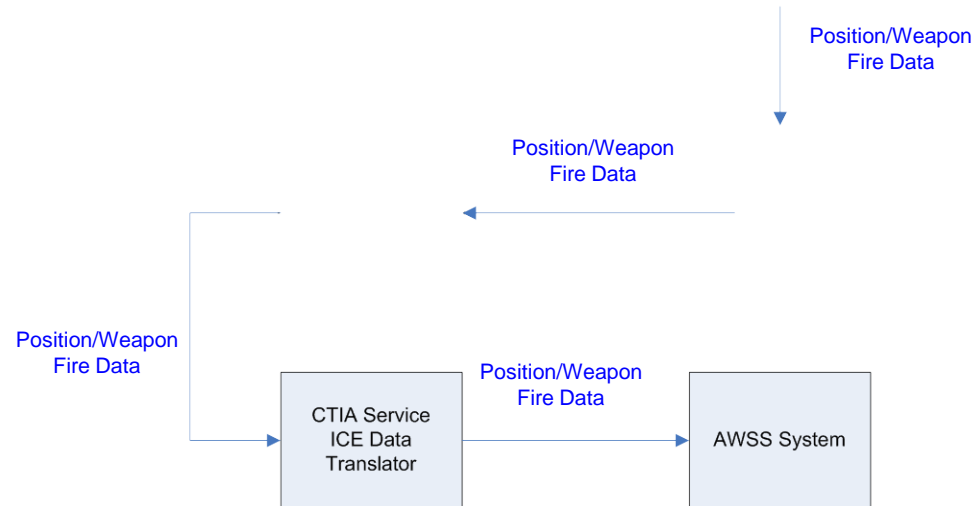 Position/Weapon
Fire Data
Position/Weapon
Fire Data
Position/Weapon
Fire Data
Position/Weapon
Fire Data
CTIA Service
ICE Data
Translator
AWSS System